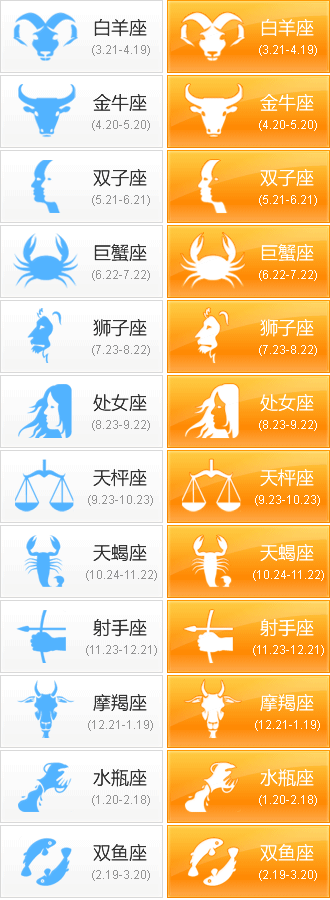 白羊座 白羊座
(3.21-4.19) (3.21-4.19)
金牛座 金牛座
(4.20-5.20) (4.20-5.20)
双子座 双子座
(5.21-6.21) (5.21-6.21)
巨蟹座 巨蟹座
(6.22-7.22) (6.22-7.22)
狮子座 狮子座
(7.23-8.22) (7.23-8.22)
处女座 处女座
(8.23-9.22) (8.23-9.22)
天枰座 天枰座
(9.23-10.23) (9.23-10.23)
天蝎座 天蝎座
(10.24-11.22) (10.24-11.22)
射手座 射手座
(11.23-12.21) (11.23-12.21)
摩羯座 摩羯座
(12.21-1.19) (12.21-1.19)
水瓶座 水瓶座
(1.20-2.18) (1.20-2.18)
双鱼座 双鱼座
(2.19-3.20) (2.19-3.20)